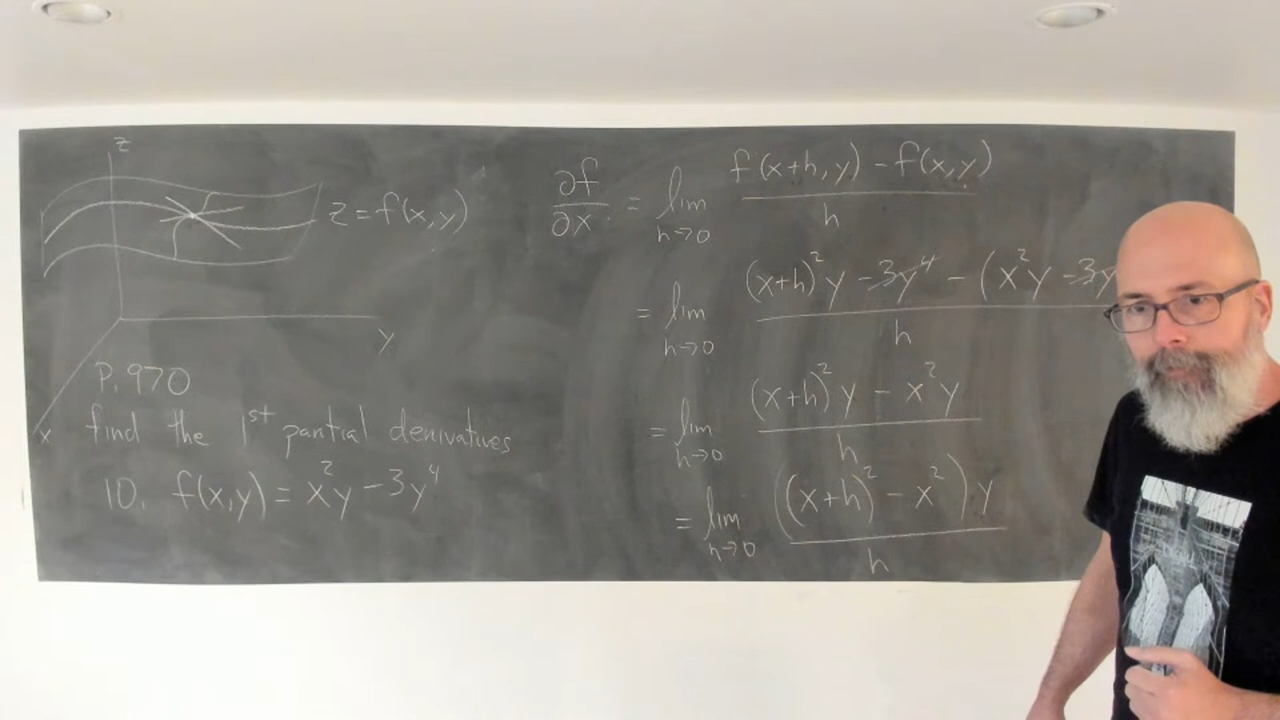 z
z = f(x,y)
y
x
P. 970
find the 1st partial derivatives
10. f(x,y) = x²y - 3y⁴
∂f/∂x = lim h→0 (f(x+h, y) - f(x,y))/h
= lim h→0 ((x+h)²y - 3y⁴ - (x²y - 3y
h
= lim h→0 ((x+h)²y - x²y)/h
= lim h→0 ((x+h)² - x²)y/h